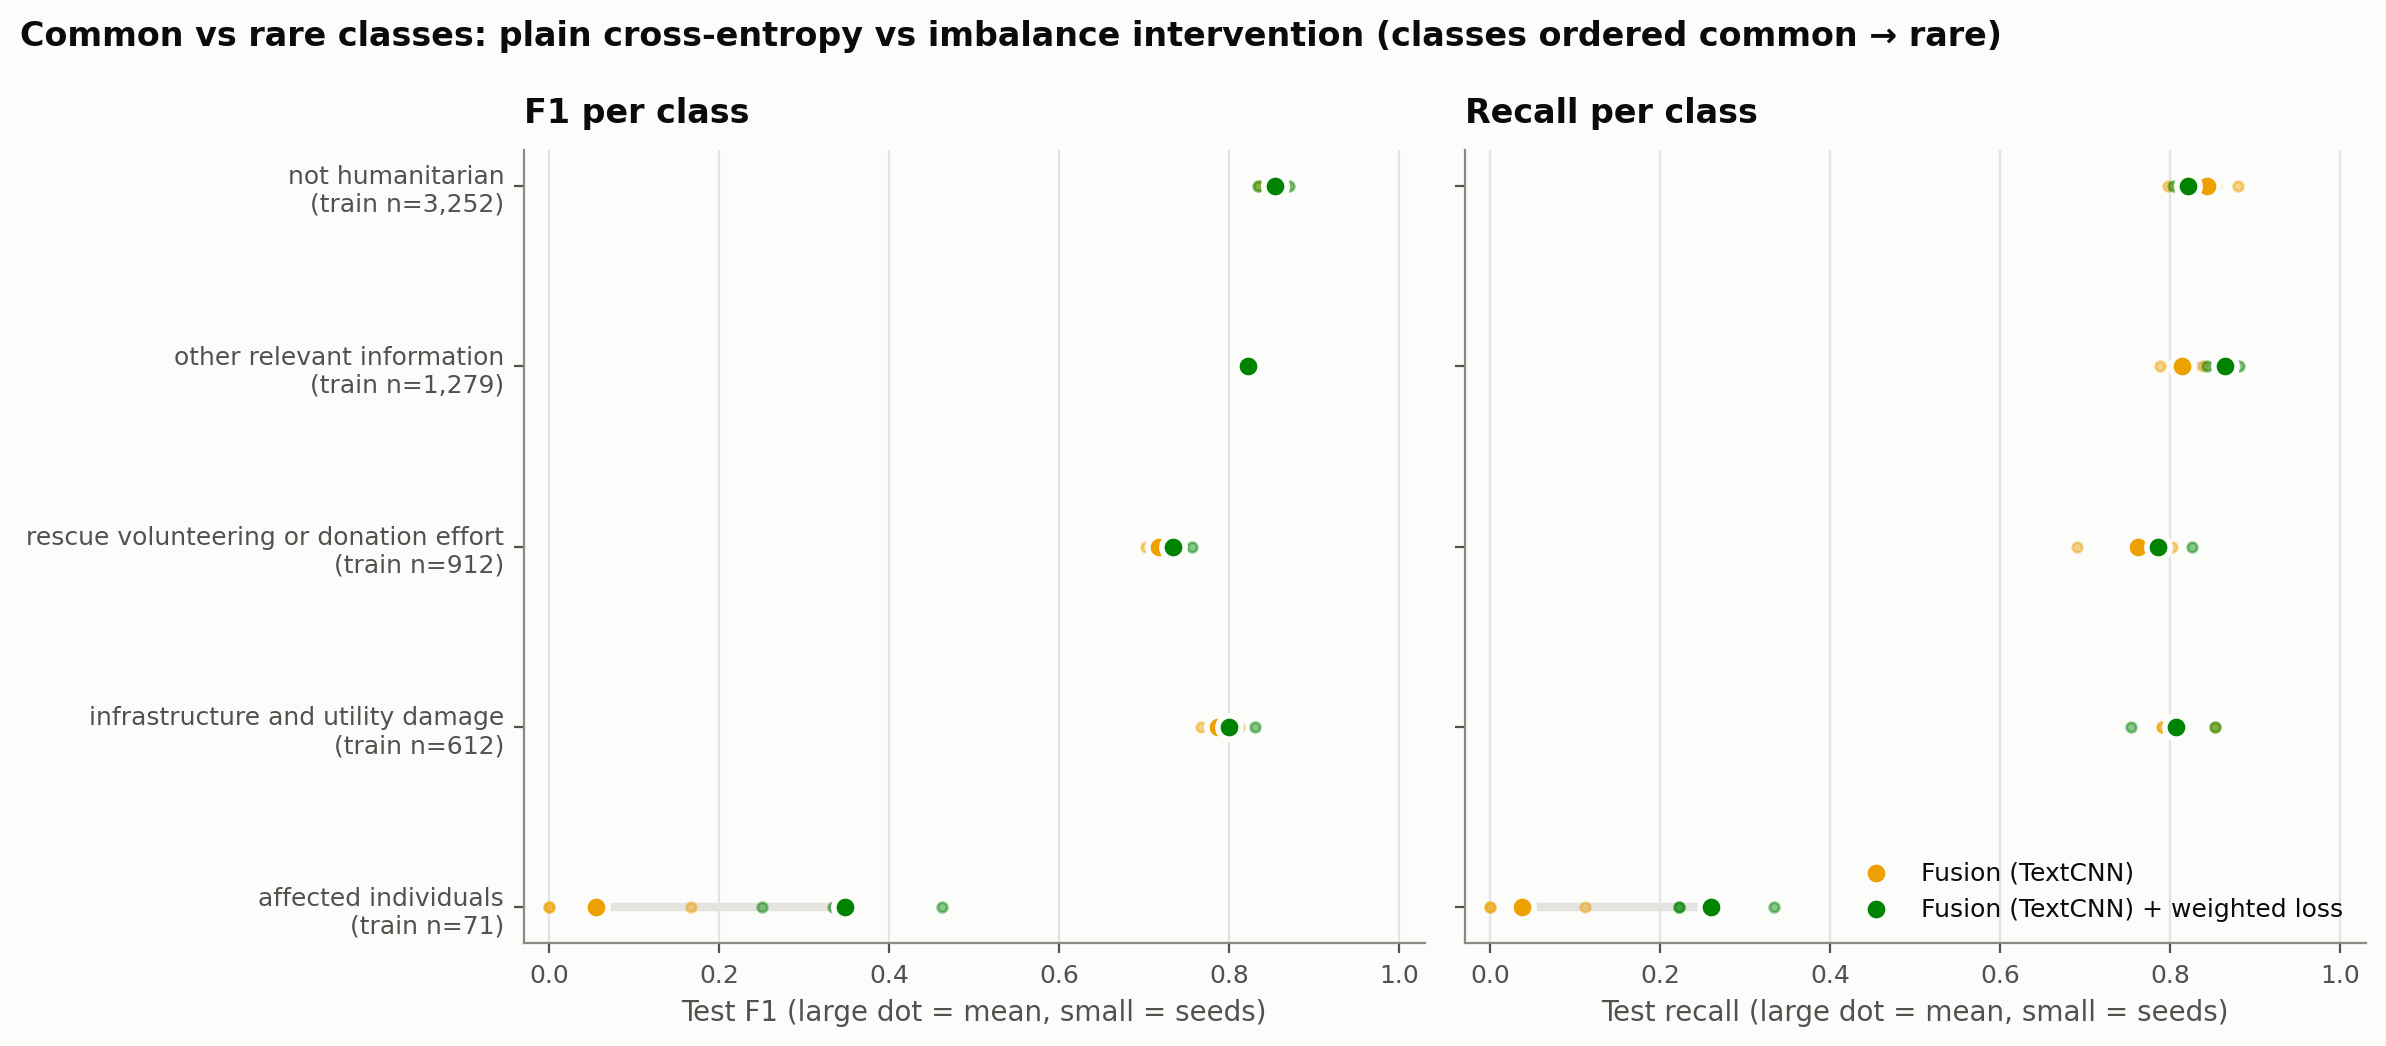 Common vs rare classes: plain cross-entropy vs imbalance intervention (classes ordered common → rare)
F1 per class
Recall per class
not humanitarian
(train n=3,252)
other relevant information
(train n=1,279)
rescue volunteering or donation effort
(train n=912)
infrastructure and utility damage
(train n=612)
affected individuals
(train n=71)
Fusion (TextCNN)
Fusion (TextCNN) + weighted loss
0.0 0.2 0.4 0.6 0.8 1.0
0.0 0.2 0.4 0.6 0.8 1.0
Test F1 (large dot = mean, small = seeds)
Test recall (large dot = mean, small = seeds)